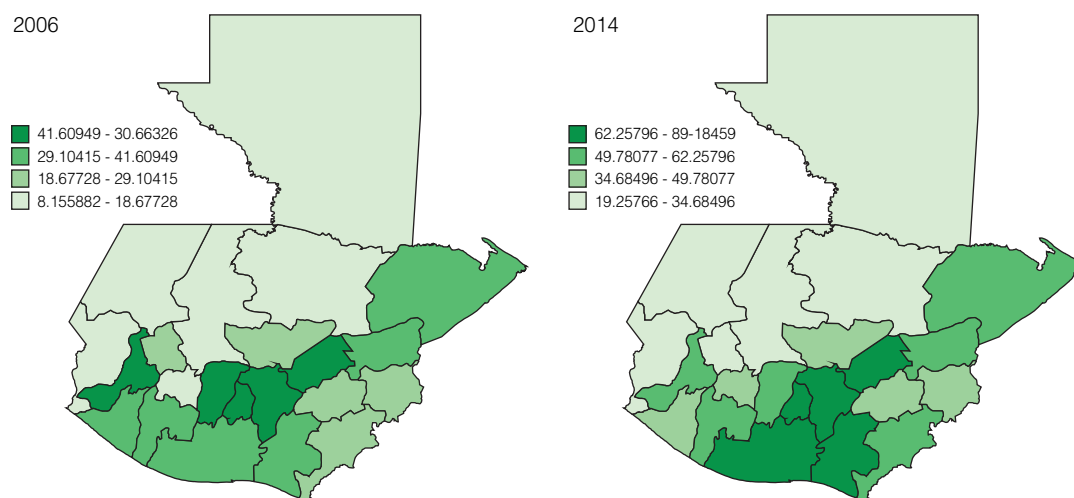 2006
41.60949 - 30.66326
29.10415 - 41.60949
18.67728 - 29.10415
8.155882 - 18.67728
2014
62.25796 - 89-18459
49.78077 - 62.25796
34.68496 - 49.78077
19.25766 - 34.68496